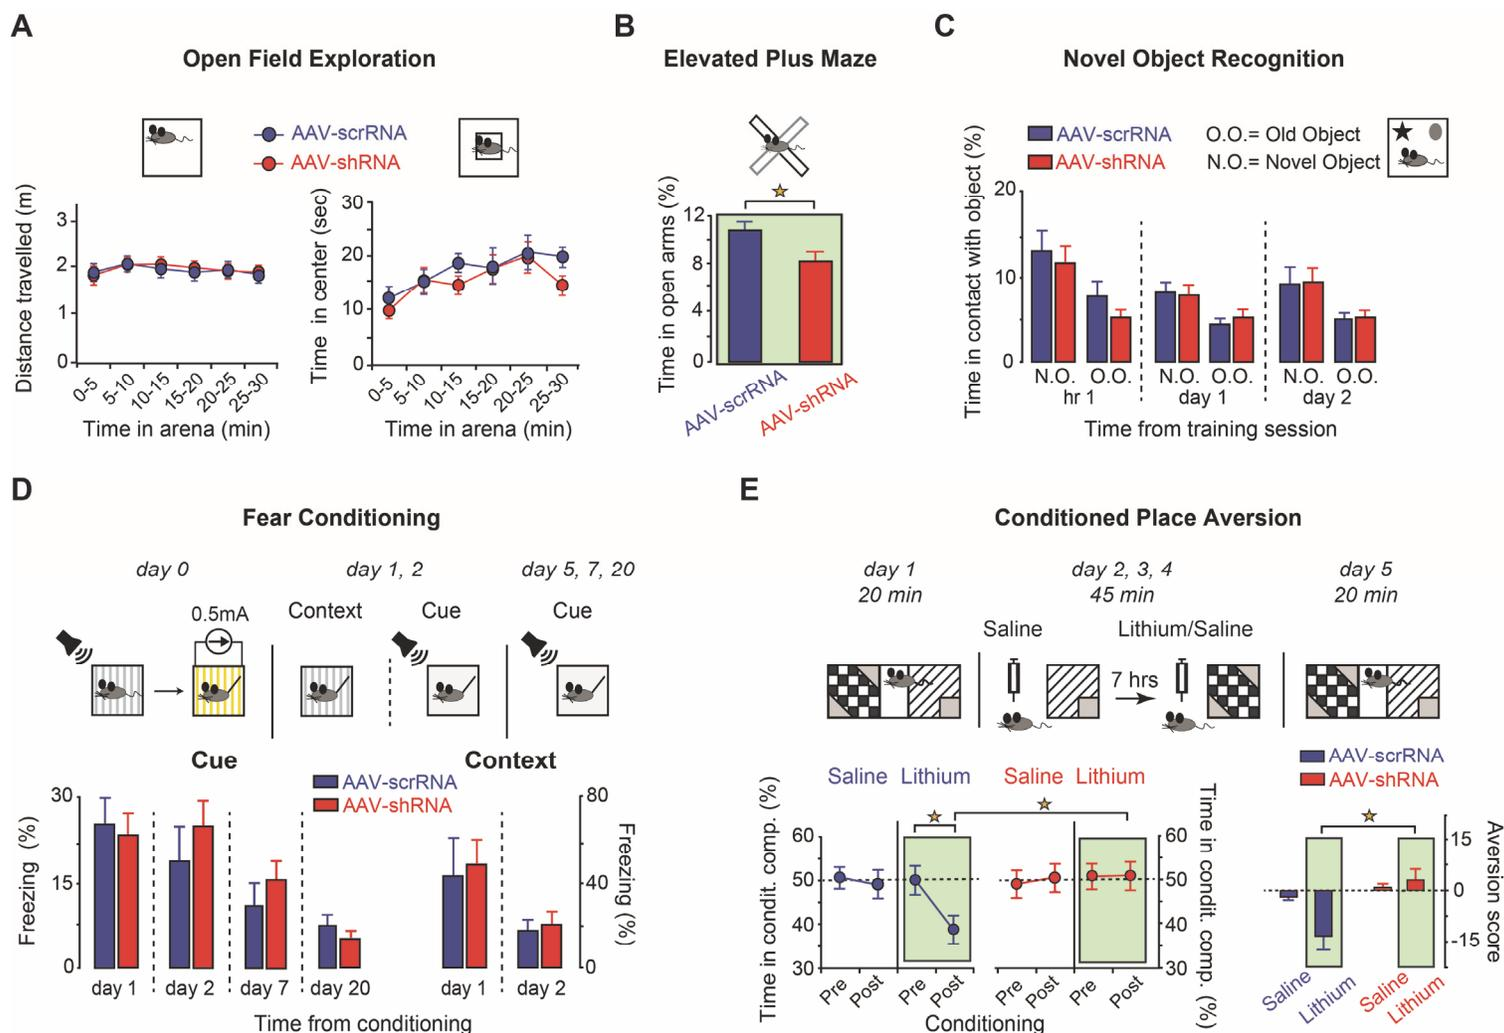 A
Open Field Exploration
AAV-scrRNA
AAV-shRNA
Distance travelled (m)
3
2
1
0
0-5
5-10
10-15
15-20
20-25
25-30
Time in arena (min)
Time in center (sec)
30
20
10
0
0-5
5-10
10-15
15-20
20-25
25-30
Time in arena (min)
B
Elevated Plus Maze
Time in open arms (%)
12
8
4
0
AAV-scrRNA
AAV-shRNA
C
Novel Object Recognition
AAV-scrRNA
AAV-shRNA
O.O.= Old Object
N.O.= Novel Object
Time in contact with object (%)
20
10
0
N.O. O.O. N.O. O.O. N.O. O.O.
hr 1 day 1 day 2
Time from training session
D
Fear Conditioning
day 0 day 1, 2 day 5, 7, 20
0.5mA Context Cue Cue
Cue Context
AAV-scrRNA
AAV-shRNA
Freezing (%)
30
15
0
day 1 day 2 day 7 day 20 day 1 day 2
80
40
0
Freezing (%)
Time from conditioning
E
Conditioned Place Aversion
day 1 day 2, 3, 4 day 5
20 min 45 min 20 min
Saline Lithium/Saline
7 hrs
Saline Lithium Saline Lithium
AAV-scrRNA
AAV-shRNA
Time in condit. comp. (%)
60
50
40
30
Pre Post Pre Post Pre Post Pre Post
Conditioning
60
50
40
30
Time in condit. comp. (%)
15
0
-15
Aversion score
Saline
Lithium
Saline
Lithium